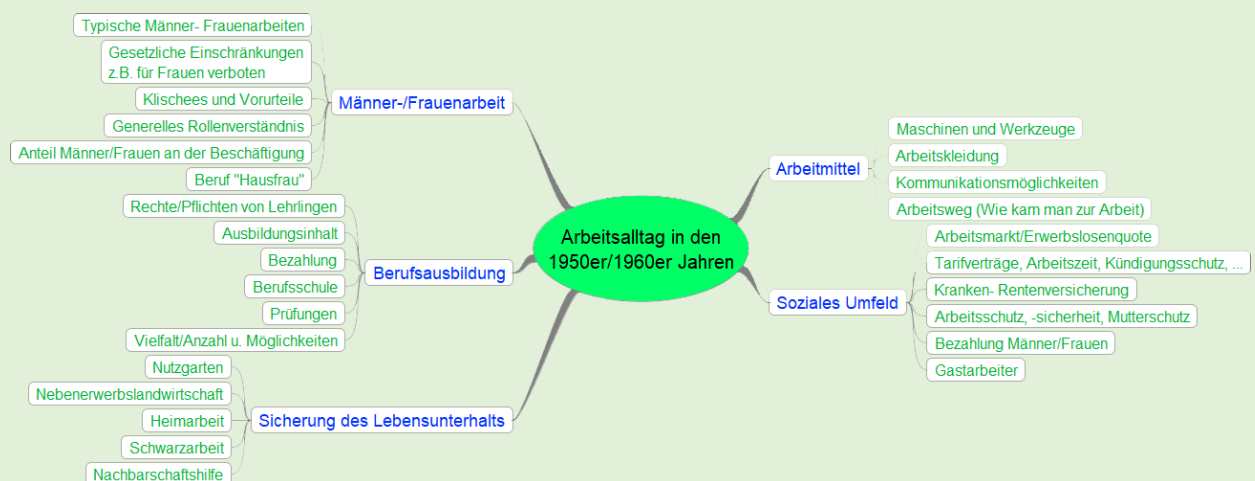 Arbeitsalltag in den
1950er/1960er Jahren
Männer-/Frauenarbeit
Typische Männer- Frauenarbeiten
Gesetzliche Einschränkungen
z.B. für Frauen verboten
Klischees und Vorurteile
Generelles Rollenverständnis
Anteil Männer/Frauen an der Beschäftigung
Beruf "Hausfrau"
Berufsausbildung
Rechte/Pflichten von Lehrlingen
Ausbildungsinhalt
Bezahlung
Berufsschule
Prüfungen
Vielfalt/Anzahl u. Möglichkeiten
Sicherung des Lebensunterhalts
Nutzgarten
Nebenerwerbslandwirtschaft
Heimarbeit
Schwarzarbeit
Nachbarschaftshilfe
Arbeitmittel
Maschinen und Werkzeuge
Arbeitskleidung
Kommunikationsmöglichkeiten
Arbeitsweg (Wie kam man zur Arbeit)
Soziales Umfeld
Arbeitsmarkt/Erwerbslosenquote
Tarifverträge, Arbeitszeit, Kündigungsschutz, ...
Kranken- Rentenversicherung
Arbeitsschutz, -sicherheit, Mutterschutz
Bezahlung Männer/Frauen
Gastarbeiter